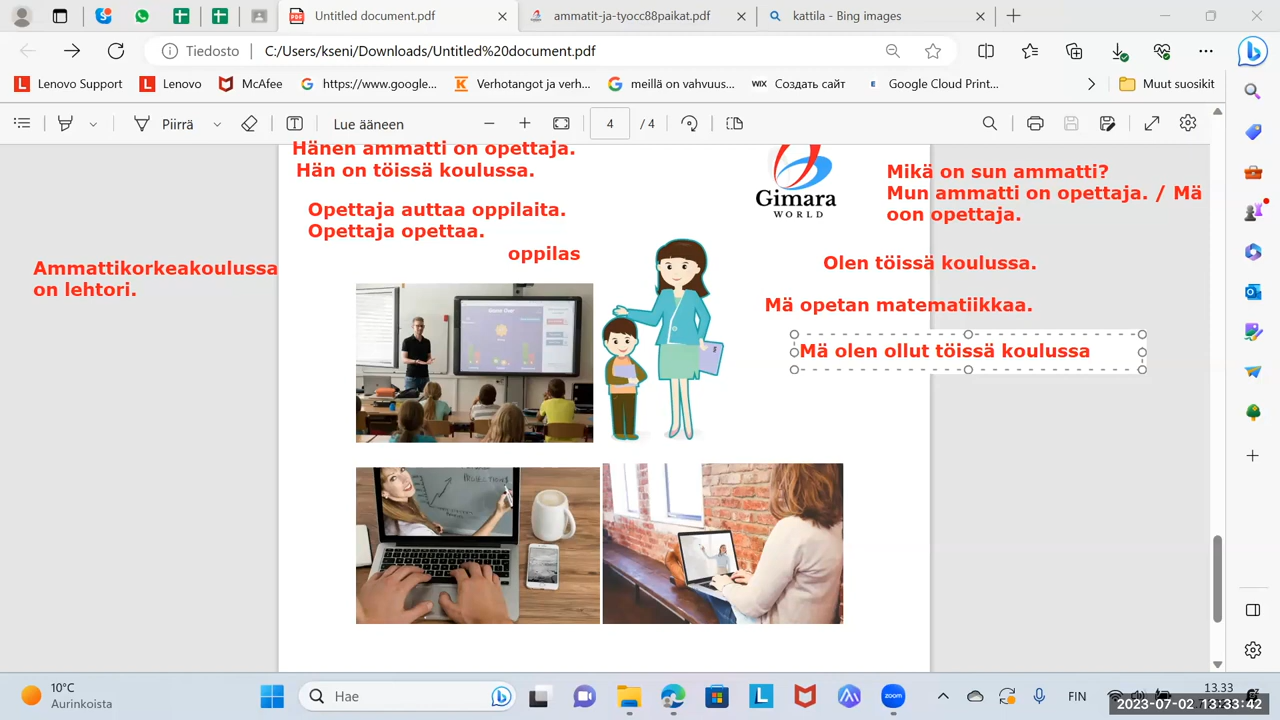 Untitled document.pdf
ammatit-ja-tyocc88paikat.pdf
kattila - Bing images
Tiedosto
C:/Users/kseni/Downloads/Untitled%20document.pdf
Lenovo Support
Lenovo
McAfee
https://www.google...
Verhotangot ja verh...
meillä on vahvuus...
WIX Создать сайт
Google Cloud Print...
Muut suosikit
Piirrä
Lue ääneen
4 / 4
Hänen ammatti on opettaja.
Hän on töissä koulussa.
Opettaja auttaa oppilaita.
Opettaja opettaa.
oppilas
Ammattikorkeakoulussa
on lehtori.
Gimara
WORLD
Mikä on sun ammatti?
Mun ammatti on opettaja. / Mä
oon opettaja.
Olen töissä koulussa.
Mä opetan matematiikkaa.
Mä olen ollut töissä koulussa
10°C
Aurinkoista
Hae
zoom
FIN
13.33
2023-07-02 13:33:42